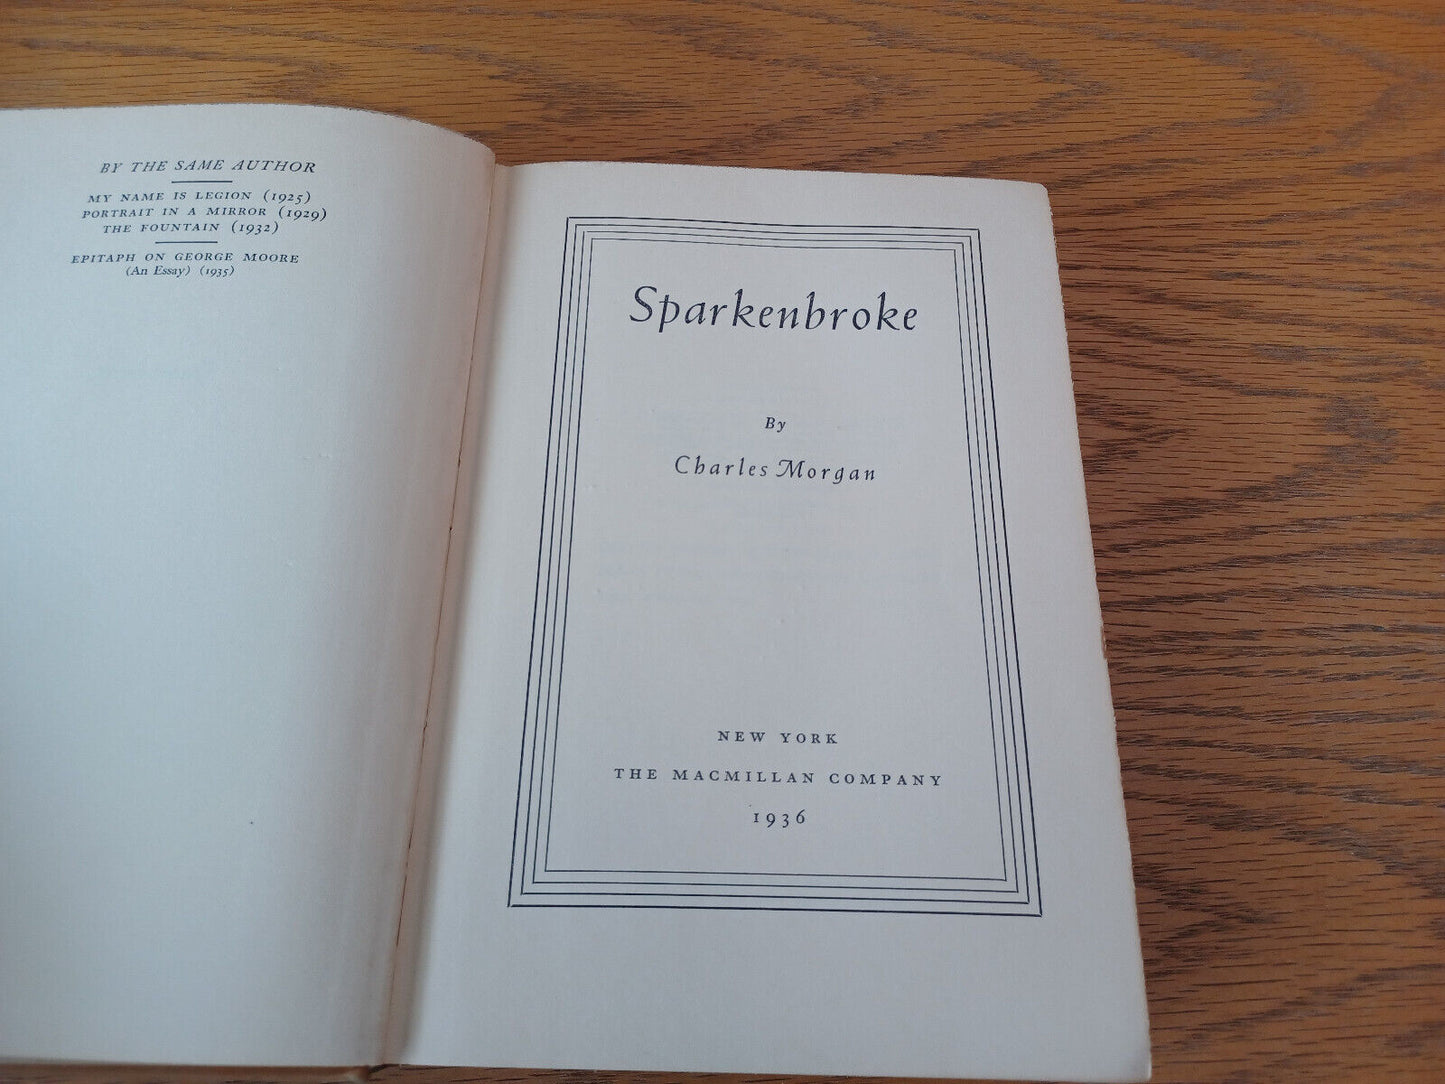 BY THE SAME AUTHOR
MY NAME IS LEGION (1925)
PORTRAIT IN A MIRROR (1929)
THE FOUNTAIN (1932)
EPITAPH ON GEORGE MOORE
(An Essay) (1935)
Sparkenbroke
By
Charles Morgan
NEW YORK
THE MACMILLAN COMPANY
1936